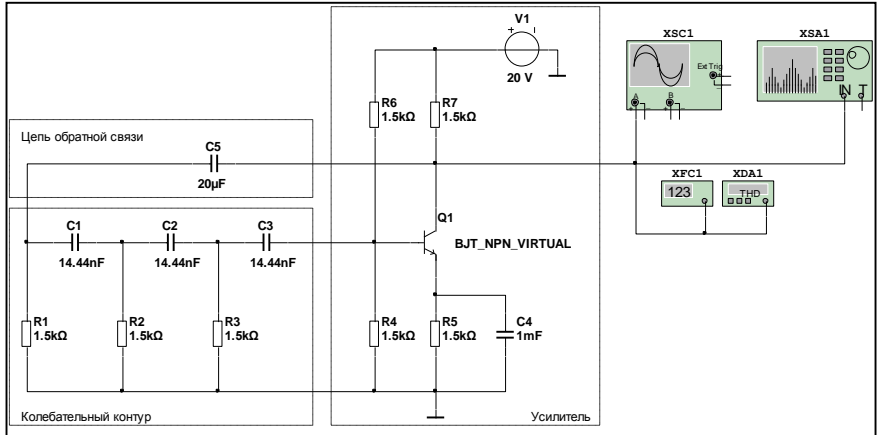 V1
+ −
20 V
XSC1
Ext Trig
+
−
A
B
+ − + −
XSA1
IN T
R6
1.5kΩ
R7
1.5kΩ
Цепь обратной связи
C5
20µF
XFC1
123
XDA1
THD
C1
14.44nF
C2
14.44nF
C3
14.44nF
Q1
BJT_NPN_VIRTUAL
R1
1.5kΩ
R2
1.5kΩ
R3
1.5kΩ
R4
1.5kΩ
R5
1.5kΩ
C4
1mF
Колебательный контур
Усилитель